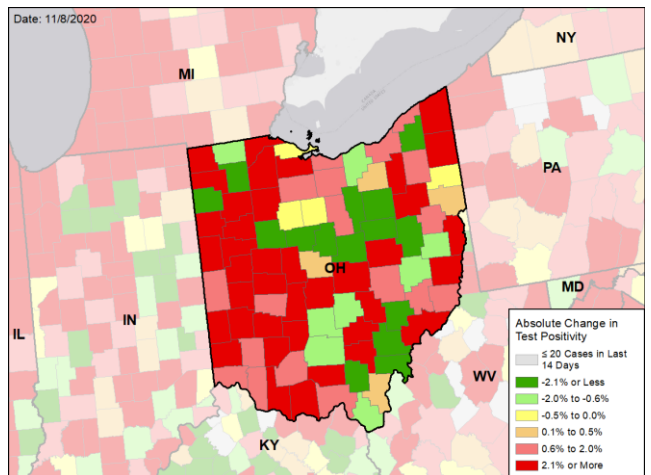 Date: 11/8/2020
NY
MI
PA
OH
IN
IL
MD
WV
KY
Absolute Change in
Test Positivity
≤ 20 Cases in Last
14 Days
-2.1% or Less
-2.0% to -0.6%
-0.5% to 0.0%
0.1% to 0.5%
0.6% to 2.0%
2.1% or More